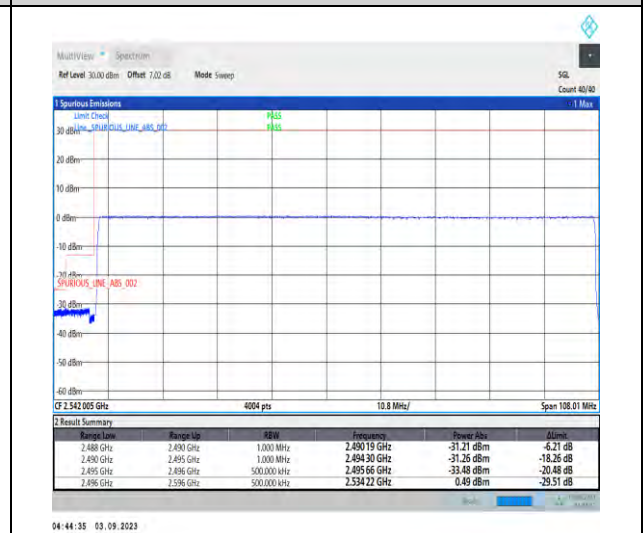 MultiView Spectrum
Ref Level 30.00 dBm Offset 7.02 dB Mode Sweep SGL
Count 40/40
1 Spurious Emissions 1 Max
Limit Check PASS
Line _SPURIOUS_LINE_ABS_002 PASS
30 dBm
20 dBm
10 dBm
0 dBm
-10 dBm
-20 dBm
_SPURIOUS_LINE_ABS_002
-30 dBm
-40 dBm
-50 dBm
-60 dBm
CF 2.542 005 GHz 4004 pts 10.8 MHz/ Span 108.01 MHz
2 Result Summary
Range Low Range Up RBW Frequency Power Abs ΔLimit
2.488 GHz 2.490 GHz 1.000 MHz 2.490 19 GHz -31.21 dBm -6.21 dB
2.490 GHz 2.495 GHz 1.000 MHz 2.494 30 GHz -31.26 dBm -18.26 dB
2.495 GHz 2.496 GHz 500.000 kHz 2.495 66 GHz -33.48 dBm -20.48 dB
2.496 GHz 2.596 GHz 500.000 kHz 2.534 22 GHz 0.49 dBm -29.51 dB
Ready
04:44:35 03.09.2023